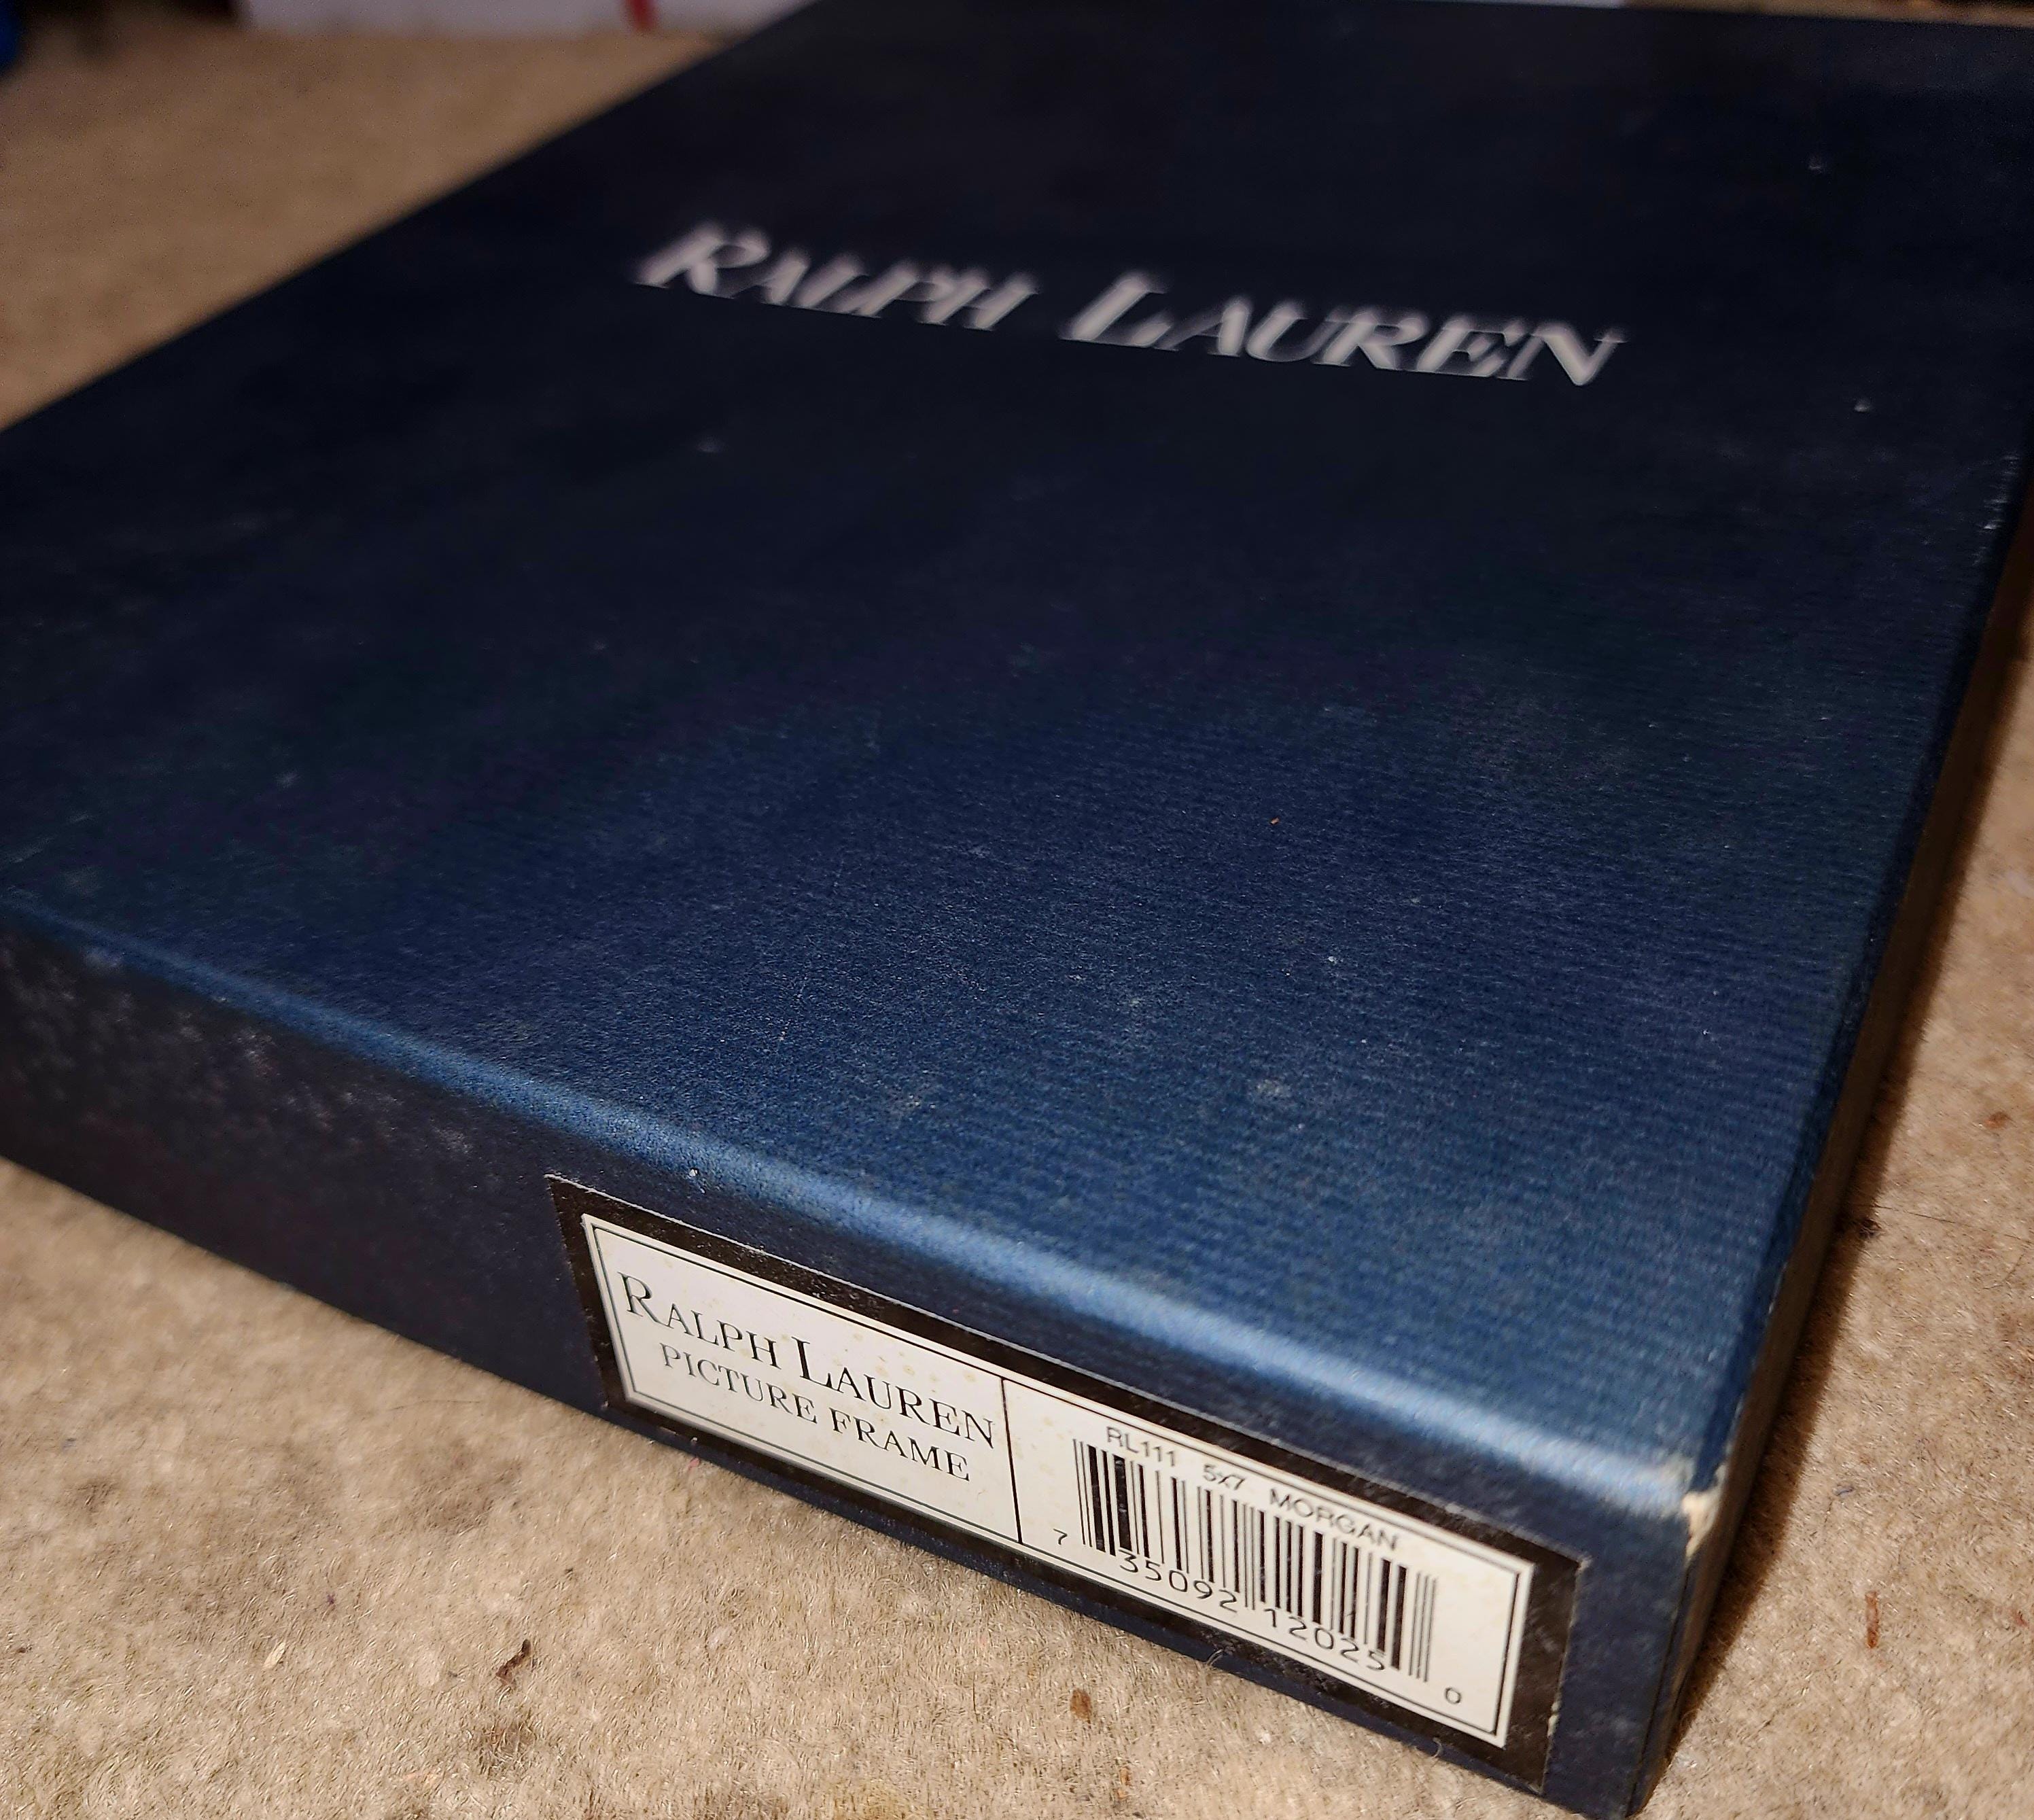 RALPH LAUREN
RALPH LAUREN
PICTURE FRAME
RL111 5x7 MORGAN
7 35092 12025 0